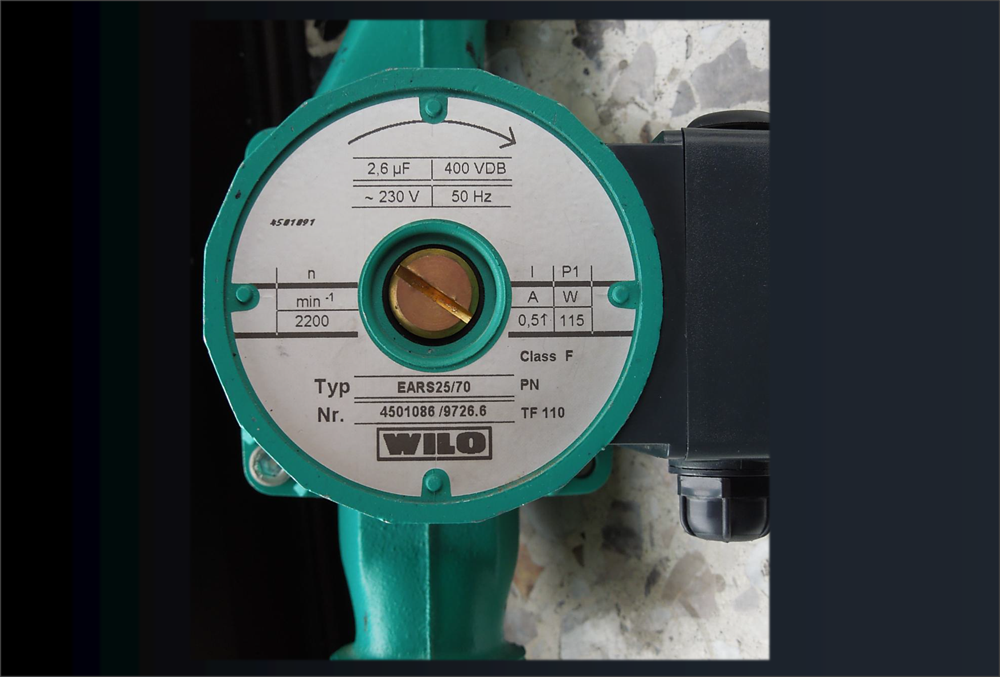 2,6 µF 400 VDB
~ 230 V 50 Hz
4501091
n I P1
min -1 A W
2200 0,51 115
Class F
Typ EARS25/70 PN
Nr. 4501086 /9726.6 TF 110
WILO